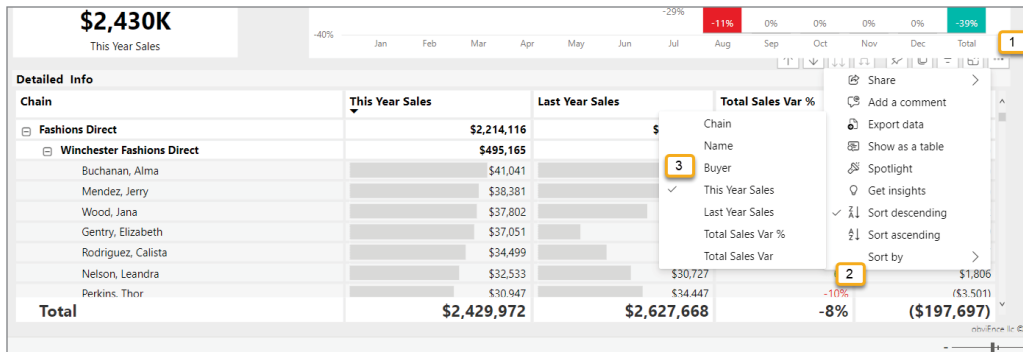 $2,430K
This Year Sales
-29%
-11% 0% 0% 0% 0% -39%
-40%
Jan Feb Mar Apr May Jun Jul Aug Sep Oct Nov Dec Total
1
Detailed Info
Chain This Year Sales Last Year Sales Total Sales Var %
Fashions Direct $2,214,116 $
Winchester Fashions Direct $495,165
Buchanan, Alma $41,041
Mendez, Jerry $38,381
Wood, Jana $37,802
Gentry, Elizabeth $37,051
Rodriguez, Calista $34,499
Nelson, Leandra $32,533 $30,727 $1,806
Perkins, Thor $30,947 $34,447 -10% ($3,501)
Total $2,429,972 $2,627,668 -8% ($197,697)
Share
Add a comment
Export data
Show as a table
Spotlight
Get insights
Sort descending
Sort ascending
Sort by
2
Chain
Name
3 Buyer
This Year Sales
Last Year Sales
Total Sales Var %
Total Sales Var
obviEnce llc ©